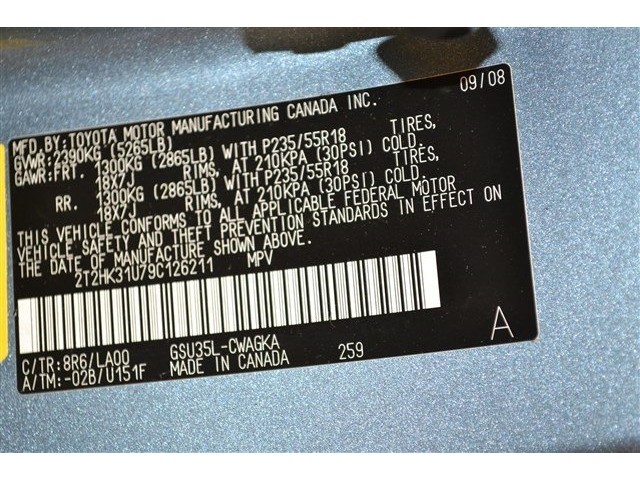 09/08
MFD.BY:TOYOTA MOTOR MANUFACTURING CANADA INC.
GVWR:2390KG (5265LB)
GAWR:FRT. 1300KG (2865LB) WITH P235/55R18 TIRES,
18X7J RIMS, AT 210KPA (30PSI) COLD.
RR. 1300KG (2865LB) WITH P235/55R18 TIRES,
18X7J RIMS, AT 210KPA (30PSI) COLD.
THIS VEHICLE CONFORMS TO ALL APPLICABLE FEDERAL MOTOR
VEHICLE SAFETY AND THEFT PREVENTION STANDARDS IN EFFECT ON
THE DATE OF MANUFACTURE SHOWN ABOVE.
2T2HK31U79C126211 MPV
C/TR: 8R6/LA00 GSU35L-CWAGKA A
A/TM:-02B/U151F MADE IN CANADA 259